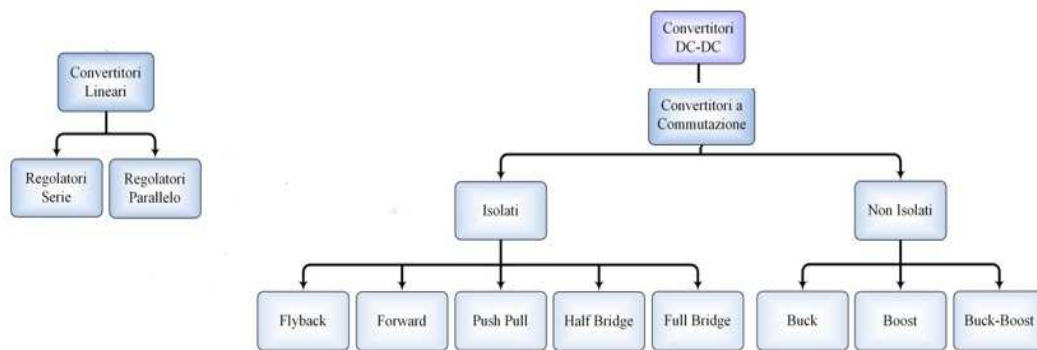 Convertitori
DC-DC
Convertitori
Lineari
Convertitori a
Commutazione
Regolatori
Serie
Regolatori
Parallelo
Isolati
Non Isolati
Flyback
Forward
Push Pull
Half Bridge
Full Bridge
Buck
Boost
Buck-Boost